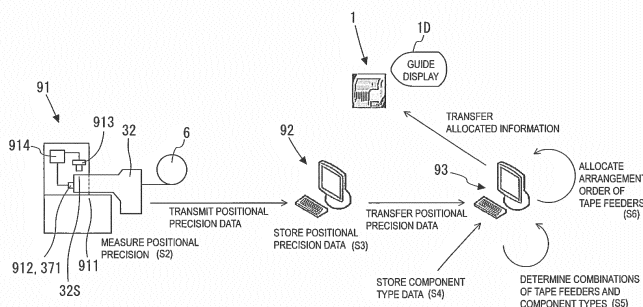 1
1D
GUIDE
DISPLAY
91
913
914
32
6
92
93
TRANSFER
ALLOCATED INFORMATION
ALLOCATE
ARRANGEMENT
ORDER OF
TAPE FEEDERS
(S6)
TRANSMIT POSITIONAL
PRECISION DATA
TRANSFER POSITIONAL
PRECISION DATA
MEASURE POSITIONAL
PRECISION (S2)
STORE POSITIONAL
PRECISION DATA (S3)
912, 371
911
32S
STORE COMPONENT
TYPE DATA (S4)
DETERMINE COMBINATIONS
OF TAPE FEEDERS AND
COMPONENT TYPES (S5)